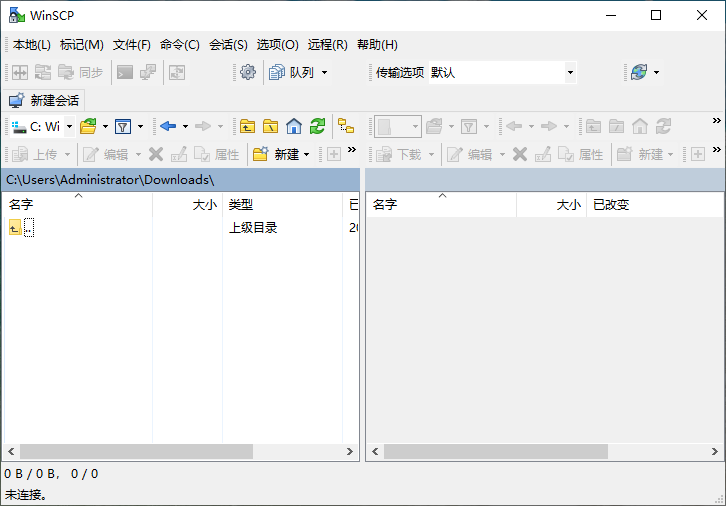 WinSCP
本地(L) 标记(M) 文件(F) 命令(C) 会话(S) 选项(O) 远程(R) 帮助(H)
同步 队列 传输选项 默认
新建会话
C: Wi
上传 编辑 属性 新建 下载 编辑 属性 新建
C:\Users\Administrator\Downloads\
名字 大小 类型 已 名字 大小 已改变
.. 上级目录 20
0 B / 0 B， 0 / 0
未连接。